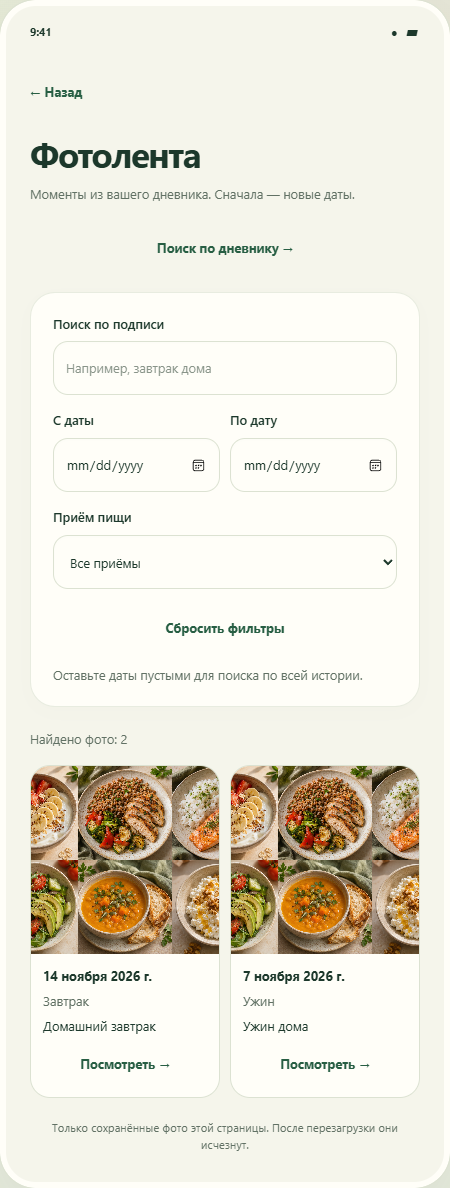 9:41
← Назад
Фотолента
Моменты из вашего дневника. Сначала — новые даты.
Поиск по дневнику →
Поиск по подписи
Например, завтрак дома
С даты
По дату
mm/dd/yyyy
mm/dd/yyyy
Приём пищи
Все приёмы
Сбросить фильтры
Оставьте даты пустыми для поиска по всей истории.
Найдено фото: 2
14 ноября 2026 г.
Завтрак
Домашний завтрак
Посмотреть →
7 ноября 2026 г.
Ужин
Ужин дома
Посмотреть →
Только сохранённые фото этой страницы. После перезагрузки они
исчезнут.